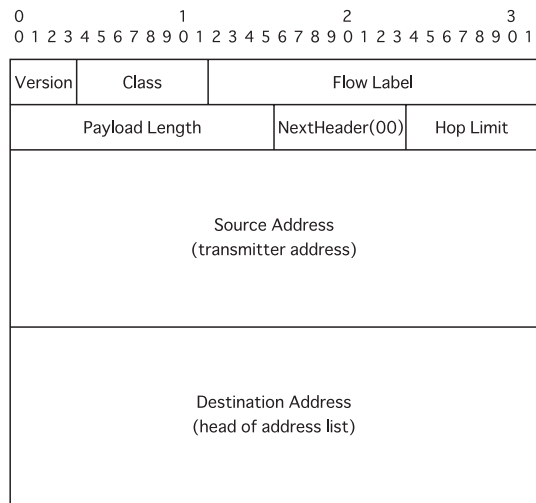 0 1 2 3
0 1 2 3 4 5 6 7 8 9 0 1 2 3 4 5 6 7 8 9 0 1 2 3 4 5 6 7 8 9 0 1
Version Class Flow Label
Payload Length NextHeader(00) Hop Limit
Source Address
(transmitter address)
Destination Address
(head of address list)